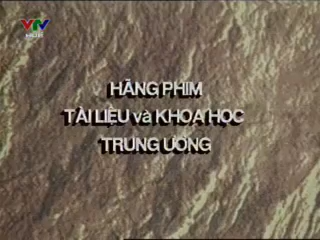 VTV
HÃNG PHIM
TÀI LIỆU và KHOA HỌC
TRUNG ƯƠNG